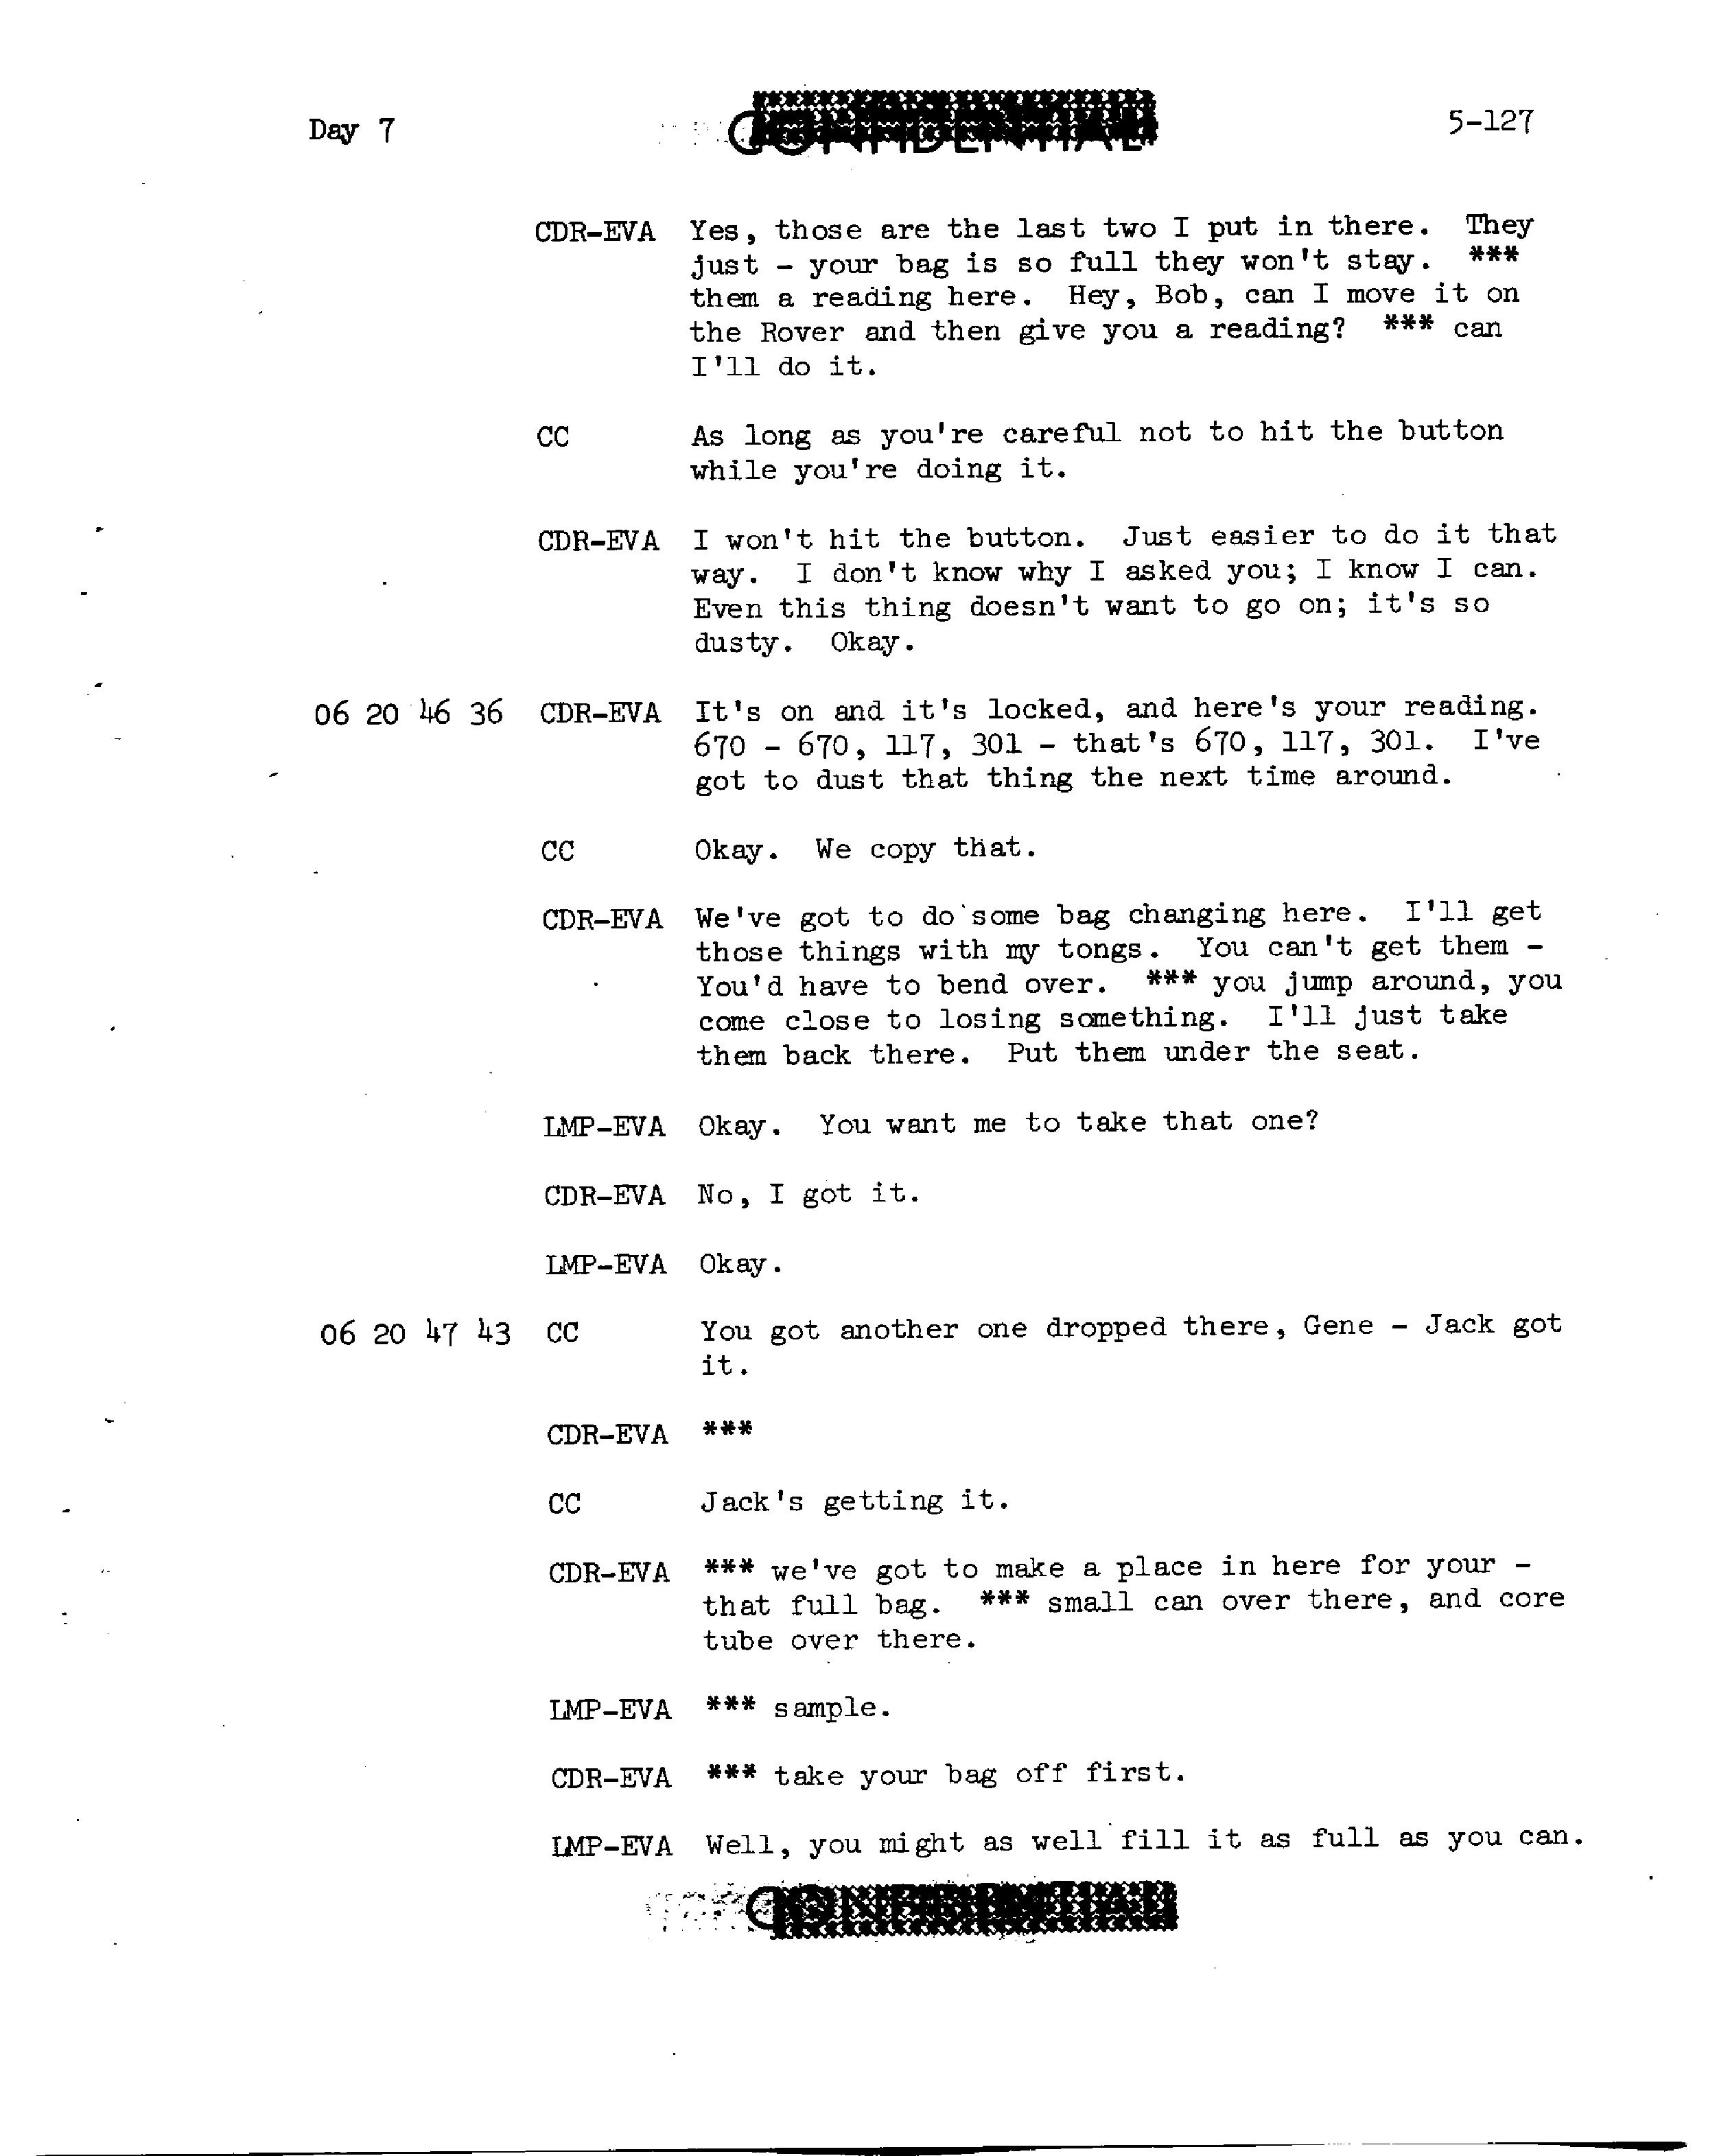 Day 7 CONFIDENTIAL 5-127
CDR-EVA Yes, those are the last two I put in there. They
just - your bag is so full they won't stay. ***
them a reading here. Hey, Bob, can I move it on
the Rover and then give you a reading? *** can
I'll do it.
CC As long as you're careful not to hit the button
while you're doing it.
CDR-EVA I won't hit the button. Just easier to do it that
way. I don't know why I asked you; I know I can.
Even this thing doesn't want to go on; it's so
dusty. Okay.
06 20 46 36 CDR-EVA It's on and it's locked, and here's your reading.
670 - 670, 117, 301 - that's 670, 117, 301. I've
got to dust that thing the next time around.
CC Okay. We copy that.
CDR-EVA We've got to do some bag changing here. I'll get
those things with my tongs. You can't get them -
You'd have to bend over. *** you jump around, you
come close to losing something. I'll just take
them back there. Put them under the seat.
LMP-EVA Okay. You want me to take that one?
CDR-EVA No, I got it.
LMP-EVA Okay.
06 20 47 43 CC You got another one dropped there, Gene - Jack got
it.
CDR-EVA ***
CC Jack's getting it.
CDR-EVA *** we've got to make a place in here for your -
that full bag. *** small can over there, and core
tube over there.
LMP-EVA *** sample.
CDR-EVA *** take your bag off first.
LMP-EVA Well, you might as well fill it as full as you can.
CONFIDENTIAL